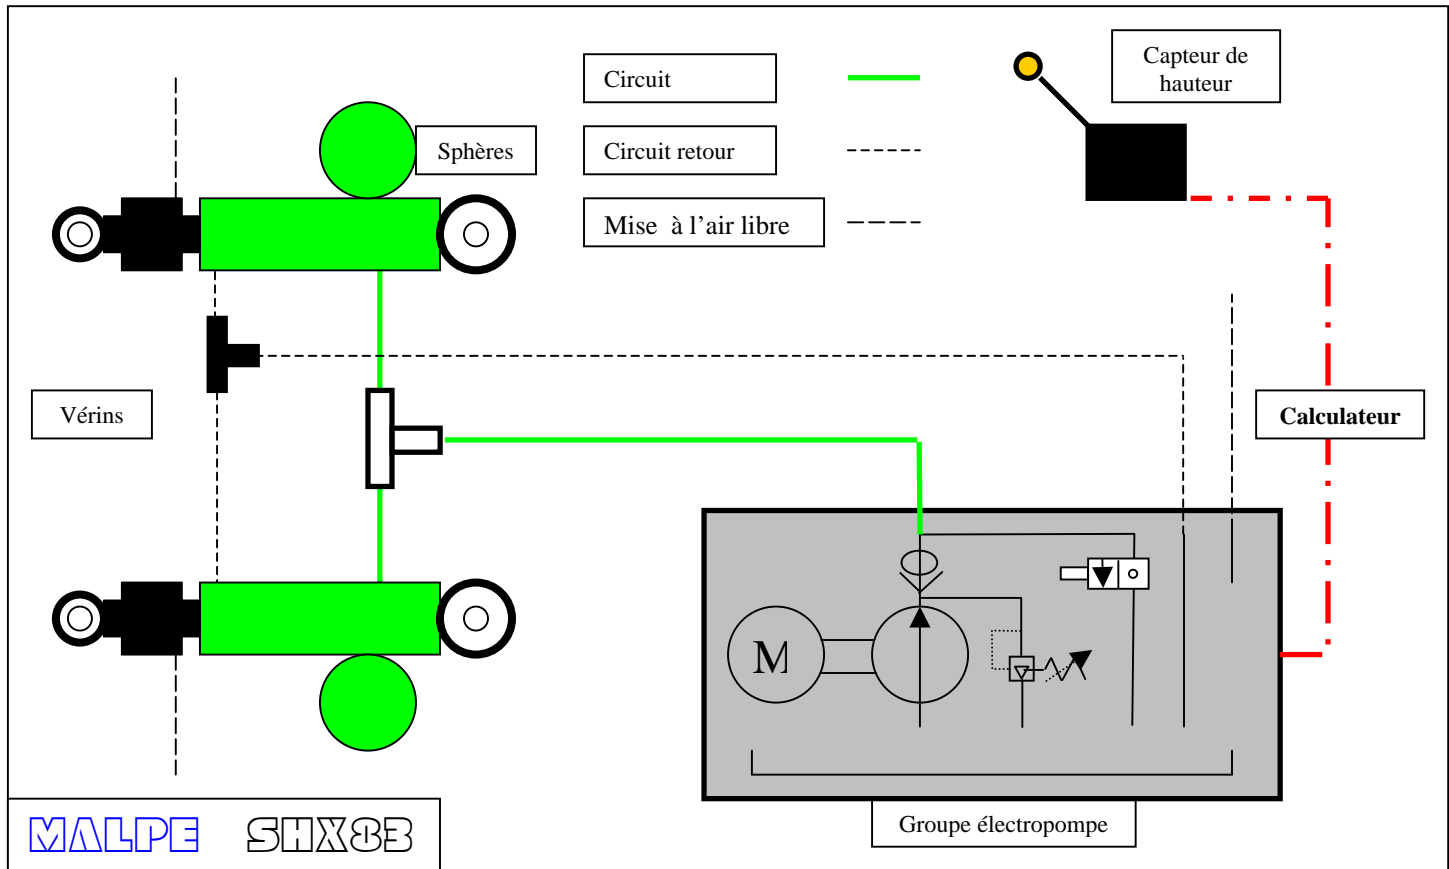 Circuit
Capteur de
hauteur
Sphères
Circuit retour
Mise à l’air libre
Vérins
Calculateur
M
Groupe électropompe
MALPE SHX83